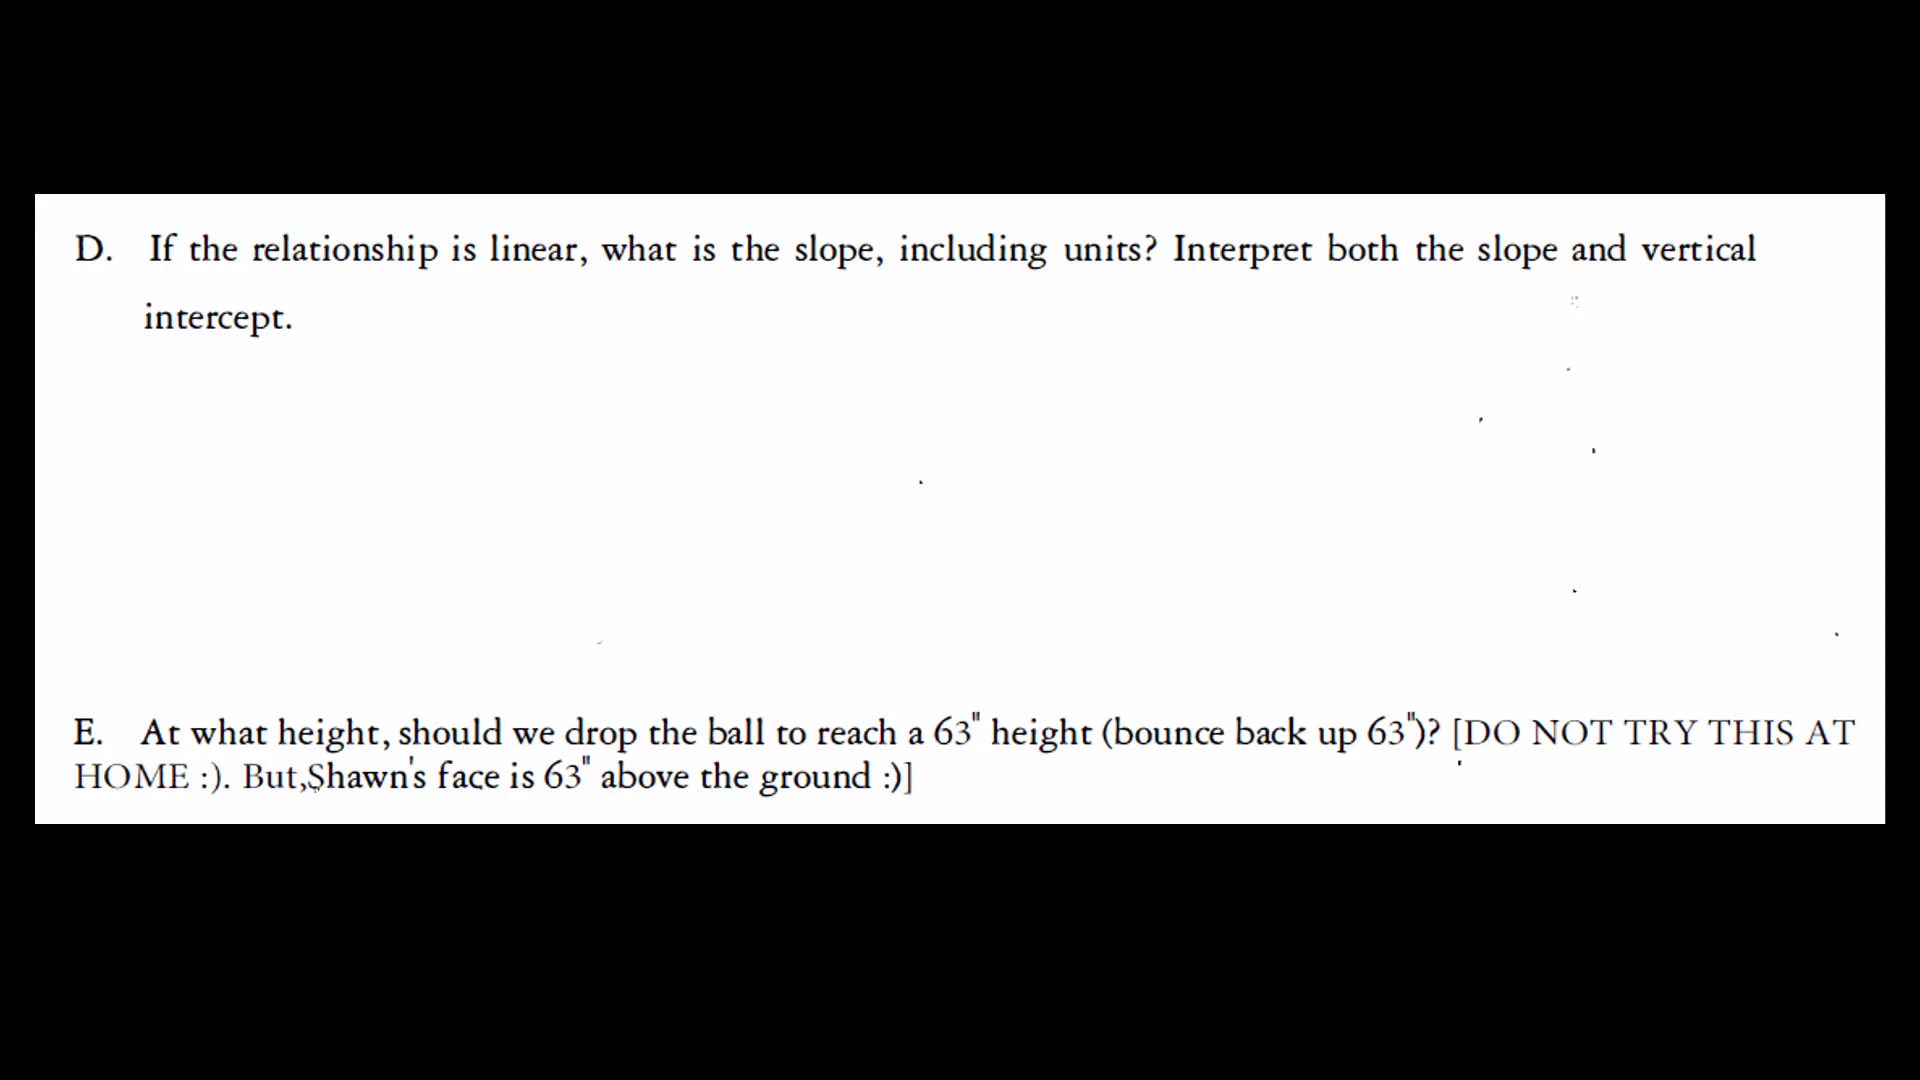 D. If the relationship is linear, what is the slope, including units? Interpret both the slope and vertical
intercept.
E. At what height, should we drop the ball to reach a 63" height (bounce back up 63")? [DO NOT TRY THIS AT
HOME :). But,Shawn's face is 63" above the ground :)]